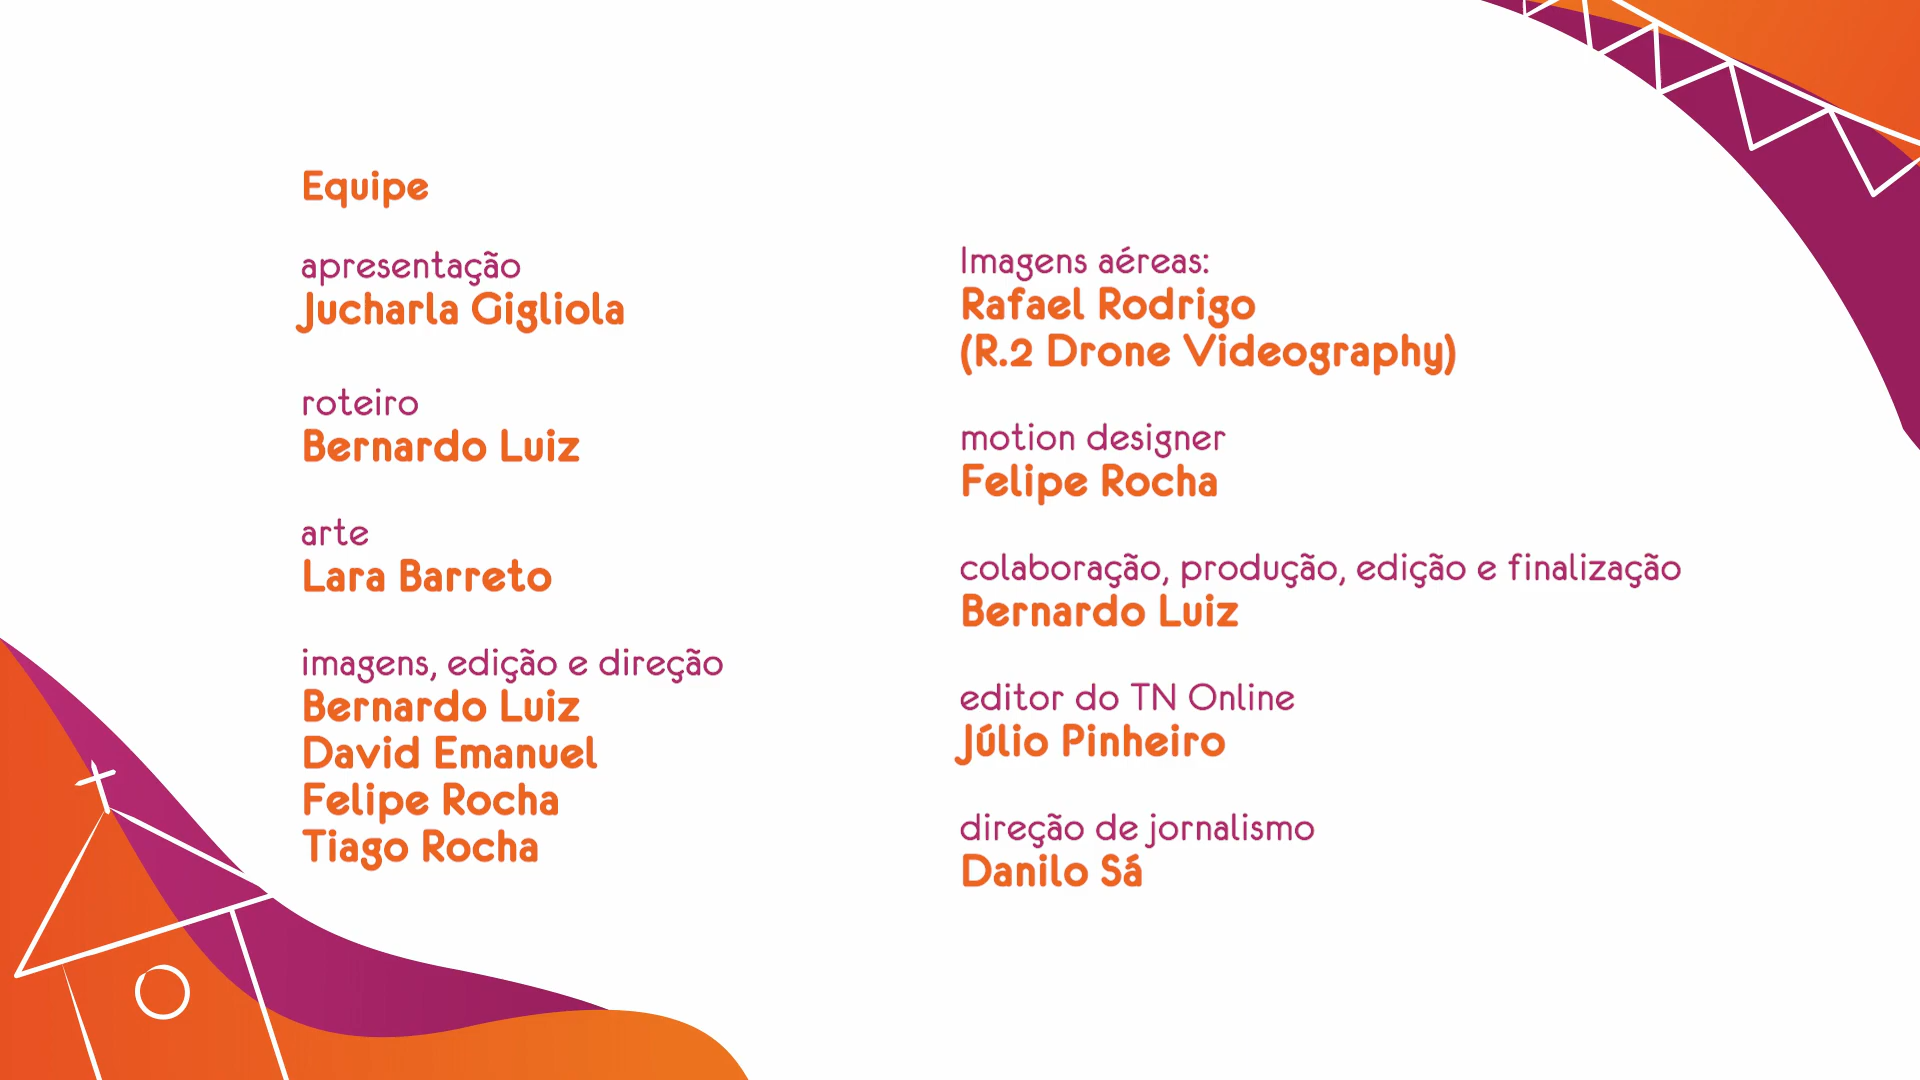 Equipe
apresentação
Jucharla Gigliola
roteiro
Bernardo Luiz
arte
Lara Barreto
imagens, edição e direção
Bernardo Luiz
David Emanuel
Felipe Rocha
Tiago Rocha
Imagens aéreas:
Rafael Rodrigo
(R.2 Drone Videography)
motion designer
Felipe Rocha
colaboração, produção, edição e finalização
Bernardo Luiz
editor do TN Online
Júlio Pinheiro
direção de jornalismo
Danilo Sá